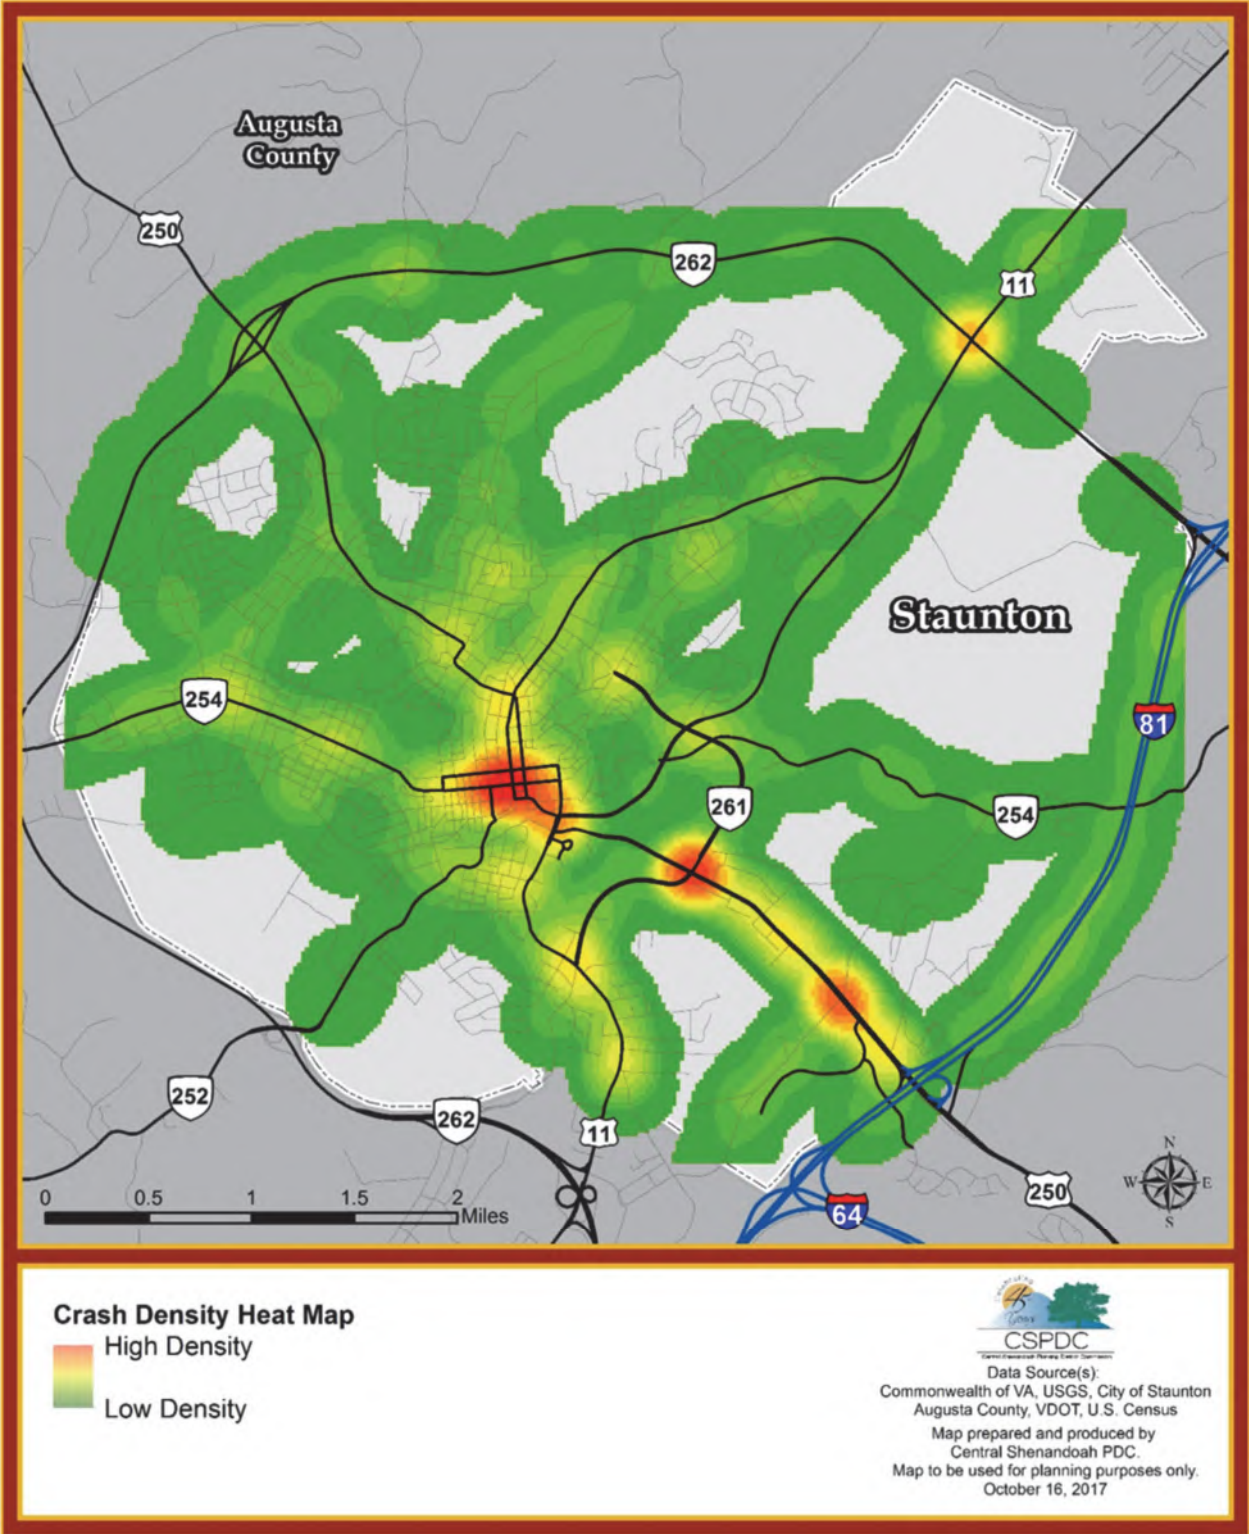 Augusta
County
250
262
11
Staunton
254
81
261
254
252
262
11
250
64
N
W E
S
0 0.5 1 1.5 2
Miles
Crash Density Heat Map
High Density
Low Density
45
CSPDC
Data Source(s):
Commonwealth of VA, USGS, City of Staunton
Augusta County, VDOT, U.S. Census
Map prepared and produced by
Central Shenandoah PDC.
Map to be used for planning purposes only.
October 16, 2017